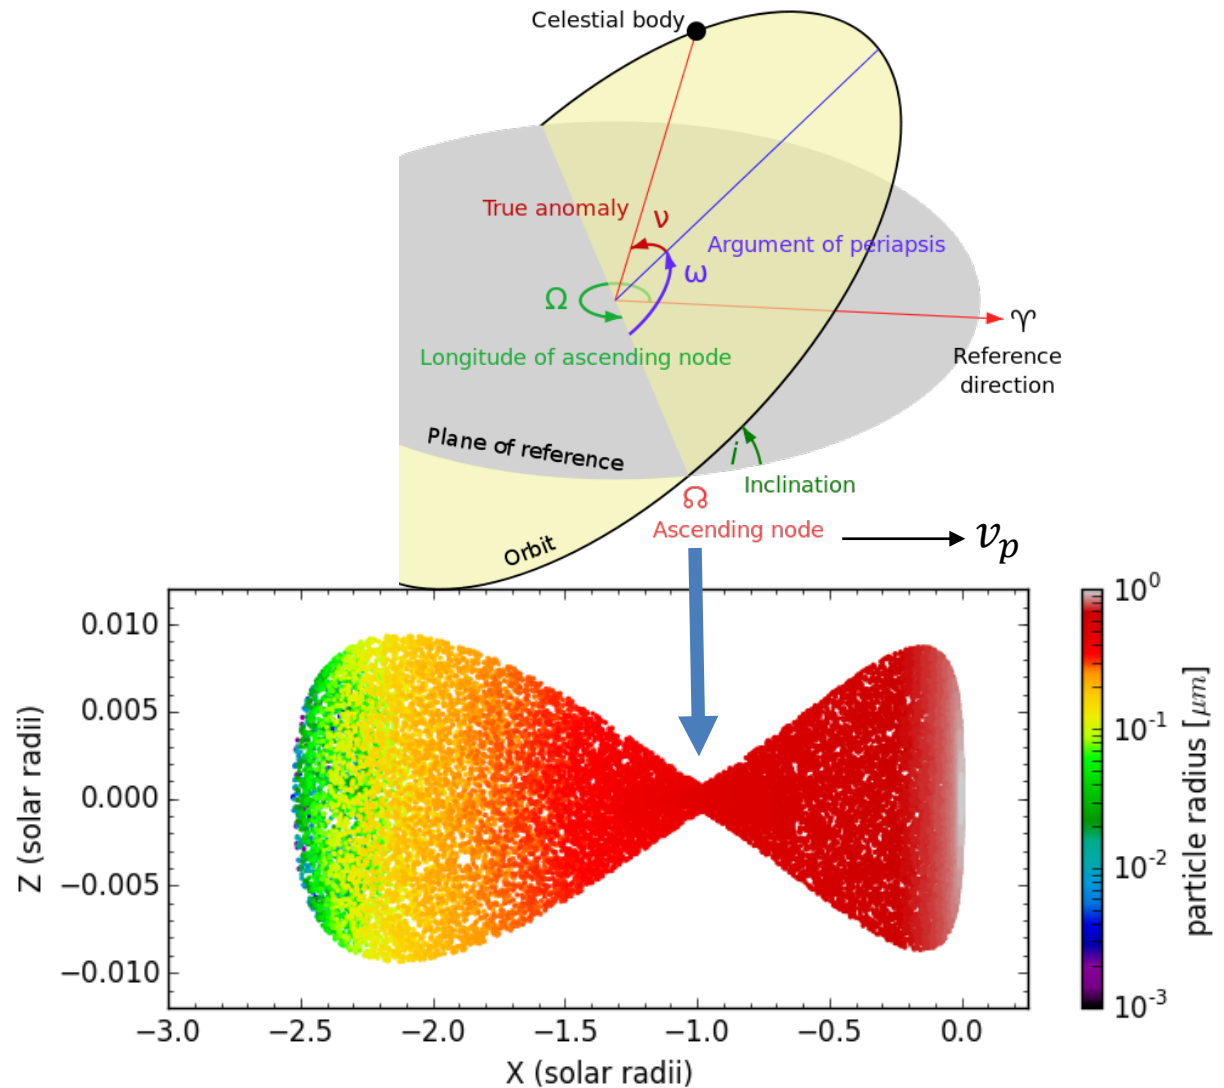 Celestial body
True anomaly
ν
Argument of periapsis
ω
Ω
♈
Longitude of ascending node
Reference
direction
Plane of reference
i
Inclination
☊
Ascending node
v_p
Orbit
0.010
0.005
0.000
−0.005
−0.010
Z (solar radii)
−3.0 −2.5 −2.0 −1.5 −1.0 −0.5 0.0
X (solar radii)
10^0
10^-1
10^-2
10^-3
particle radius [μm]